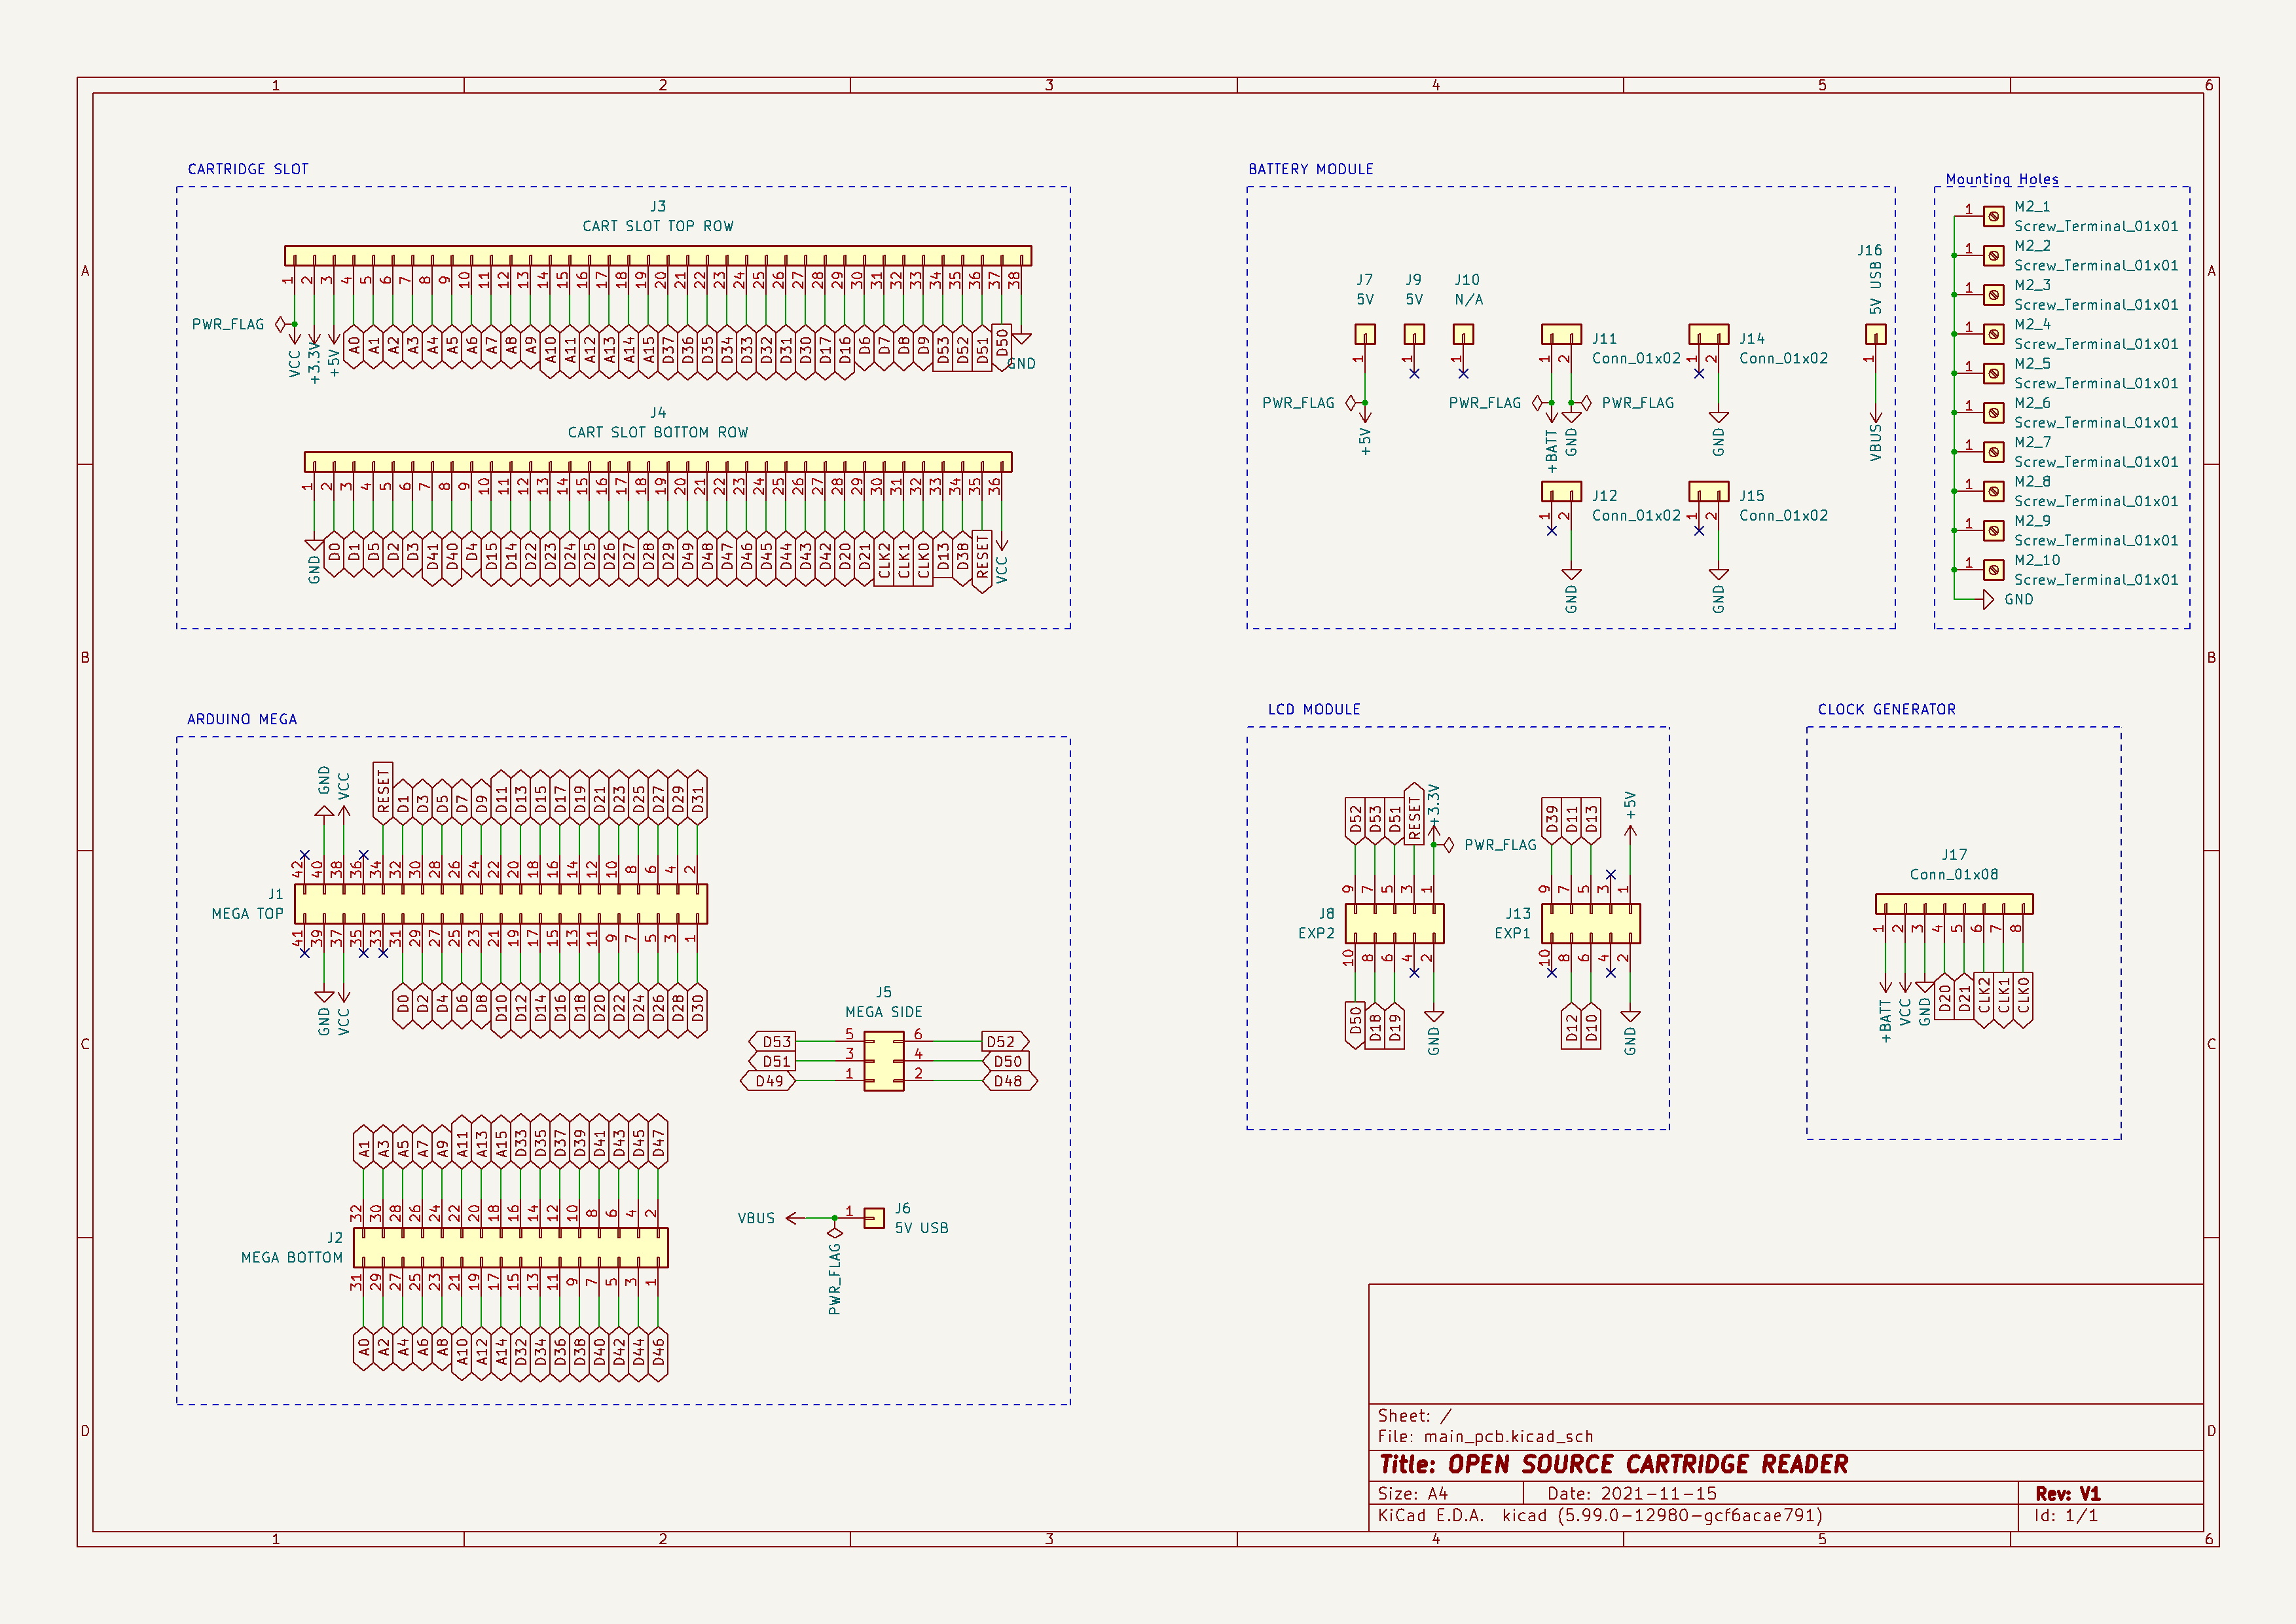 1 2 3 4 5 6
CARTRIDGE SLOT
J3
CART SLOT TOP ROW
1 2 3 4 5 6 7 8 9 10 11 12 13 14 15 16 17 18 19 20 21 22 23 24 25 26 27 28 29 30 31 32 33 34 35 36 37 38
PWR_FLAG
VCC +3.3V +5V A0 A1 A2 A3 A4 A5 A6 A7 A8 A9 A10 A11 A12 A13 A14 A15 D37 D36 D35 D34 D33 D32 D31 D30 D17 D16 D6 D7 D8 D9 D53 D52 D51 D50 GND
J4
CART SLOT BOTTOM ROW
1 2 3 4 5 6 7 8 9 10 11 12 13 14 15 16 17 18 19 20 21 22 23 24 25 26 27 28 29 30 31 32 33 34 35 36
GND D0 D1 D5 D2 D3 D41 D40 D4 D15 D14 D22 D23 D24 D25 D26 D27 D28 D29 D49 D48 D47 D46 D45 D44 D43 D42 D20 D21 CLK2 CLK1 CLK0 D13 D38 RESET VCC
BATTERY MODULE
J7
5V
1
PWR_FLAG
+5V
J9
5V
1
J10
N/A
1
J11
Conn_01x02
1 2
PWR_FLAG
PWR_FLAG
+BATT GND
J14
Conn_01x02
1 2
GND
J12
Conn_01x02
1 2
GND
J15
Conn_01x02
1 2
GND
J16
5V USB
1
VBUS
Mounting Holes
1 M2_1
Screw_Terminal_01x01
1 M2_2
Screw_Terminal_01x01
1 M2_3
Screw_Terminal_01x01
1 M2_4
Screw_Terminal_01x01
1 M2_5
Screw_Terminal_01x01
1 M2_6
Screw_Terminal_01x01
1 M2_7
Screw_Terminal_01x01
1 M2_8
Screw_Terminal_01x01
1 M2_9
Screw_Terminal_01x01
1 M2_10
Screw_Terminal_01x01
GND
A A
B B
C C
D D
ARDUINO MEGA
GND VCC RESET D1 D3 D5 D7 D9 D11 D13 D15 D17 D19 D21 D23 D25 D27 D29 D31
42 40 38 36 34 32 30 28 26 24 22 20 18 16 14 12 10 8 6 4 2
J1
MEGA TOP
41 39 37 35 33 31 29 27 25 23 21 19 17 15 13 11 9 7 5 3 1
GND VCC D0 D2 D4 D6 D8 D10 D12 D14 D16 D18 D20 D22 D24 D26 D28 D30
J5
MEGA SIDE
D53 5 6 D52
D51 3 4 D50
D49 1 2 D48
A1 A3 A5 A7 A9 A11 A13 A15 D33 D35 D37 D39 D41 D43 D45 D47
32 30 28 26 24 22 20 18 16 14 12 10 8 6 4 2
J2
MEGA BOTTOM
31 29 27 25 23 21 19 17 15 13 11 9 7 5 3 1
A0 A2 A4 A6 A8 A10 A12 A14 D32 D34 D36 D38 D40 D42 D44 D46
VBUS 1 J6
5V USB
PWR_FLAG
LCD MODULE
D52 D53 D51 RESET +3.3V
PWR_FLAG
9 7 5 3 1
J8
EXP2
10 8 6 4 2
D50 D18 D19 GND
D39 D11 D13 +5V
9 7 5 3 1
J13
EXP1
10 8 6 4 2
D12 D10 GND
CLOCK GENERATOR
J17
Conn_01x08
1 2 3 4 5 6 7 8
+BATT VCC GND D20 D21 CLK2 CLK1 CLK0
Sheet: /
File: main_pcb.kicad_sch
Title: OPEN SOURCE CARTRIDGE READER
Size: A4 Date: 2021-11-15 Rev: V1
KiCad E.D.A. kicad (5.99.0-12980-gcf6acae791) Id: 1/1
1 2 3 4 5 6